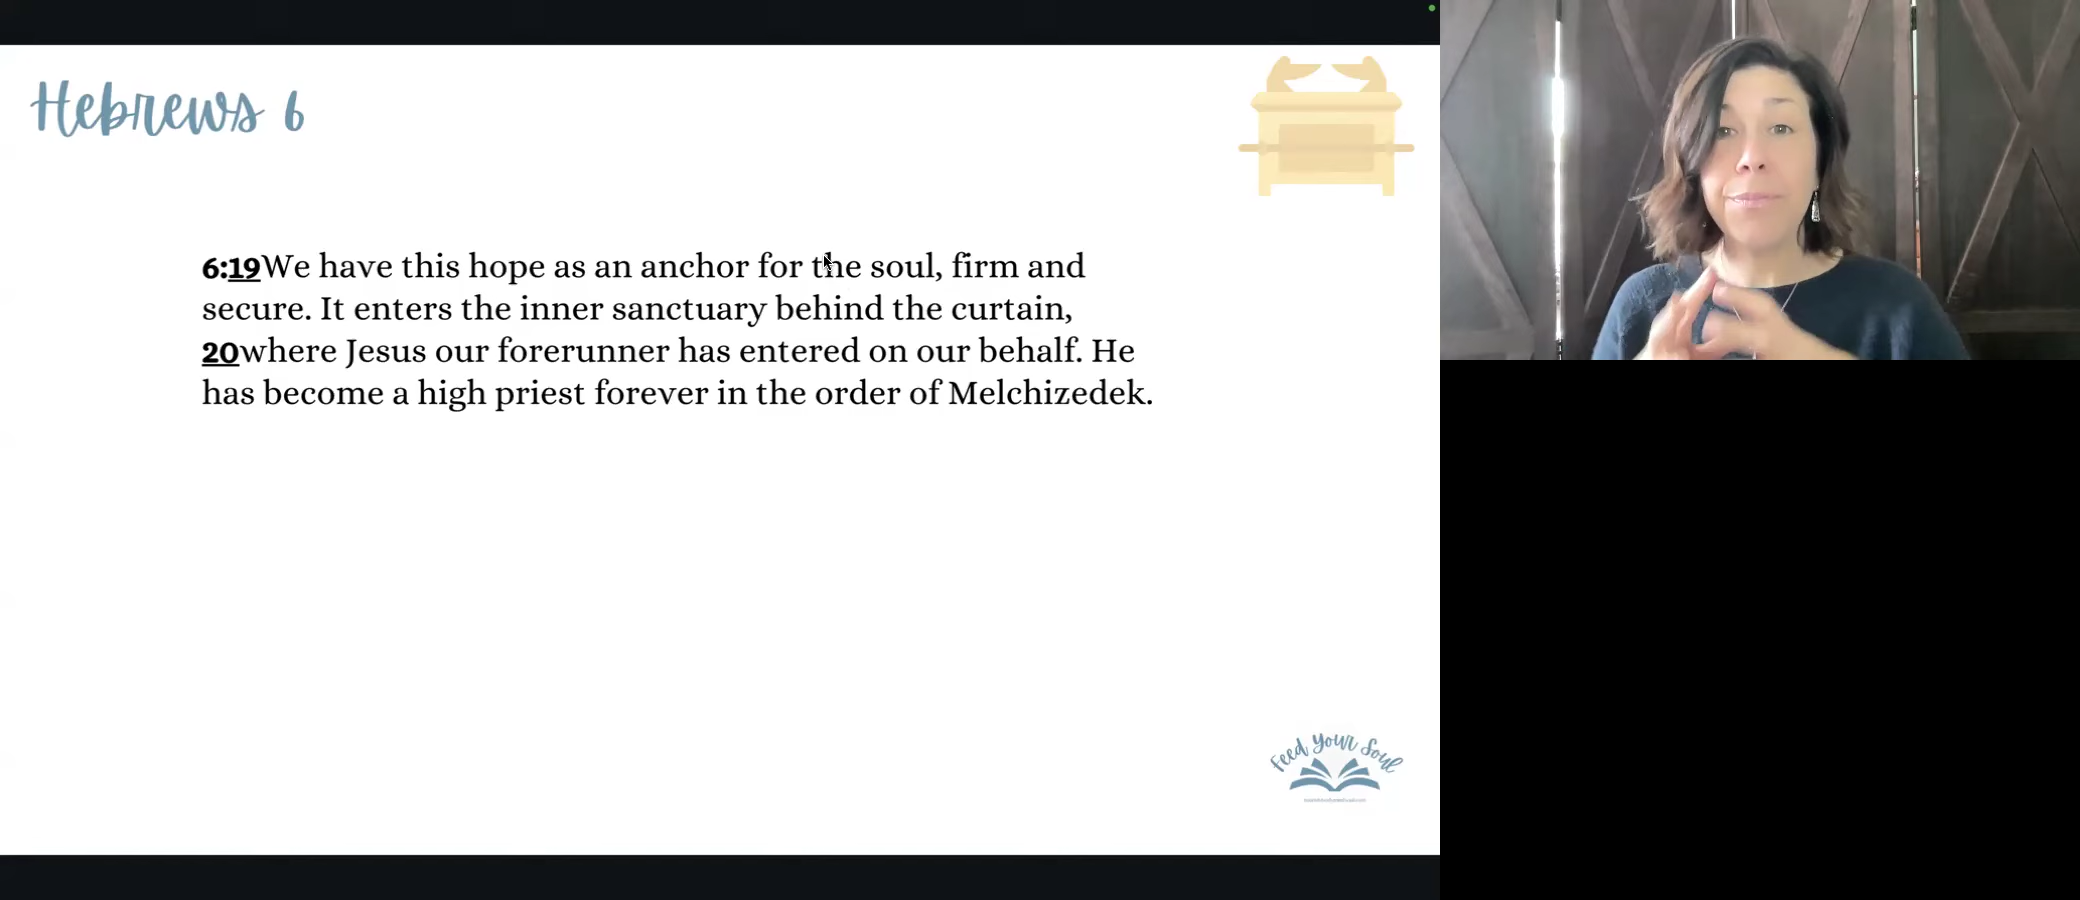 Hebrews 6
6:19We have this hope as an anchor for the soul, firm and
secure. It enters the inner sanctuary behind the curtain,
20where Jesus our forerunner has entered on our behalf. He
has become a high priest forever in the order of Melchizedek.
Feed Your Soul